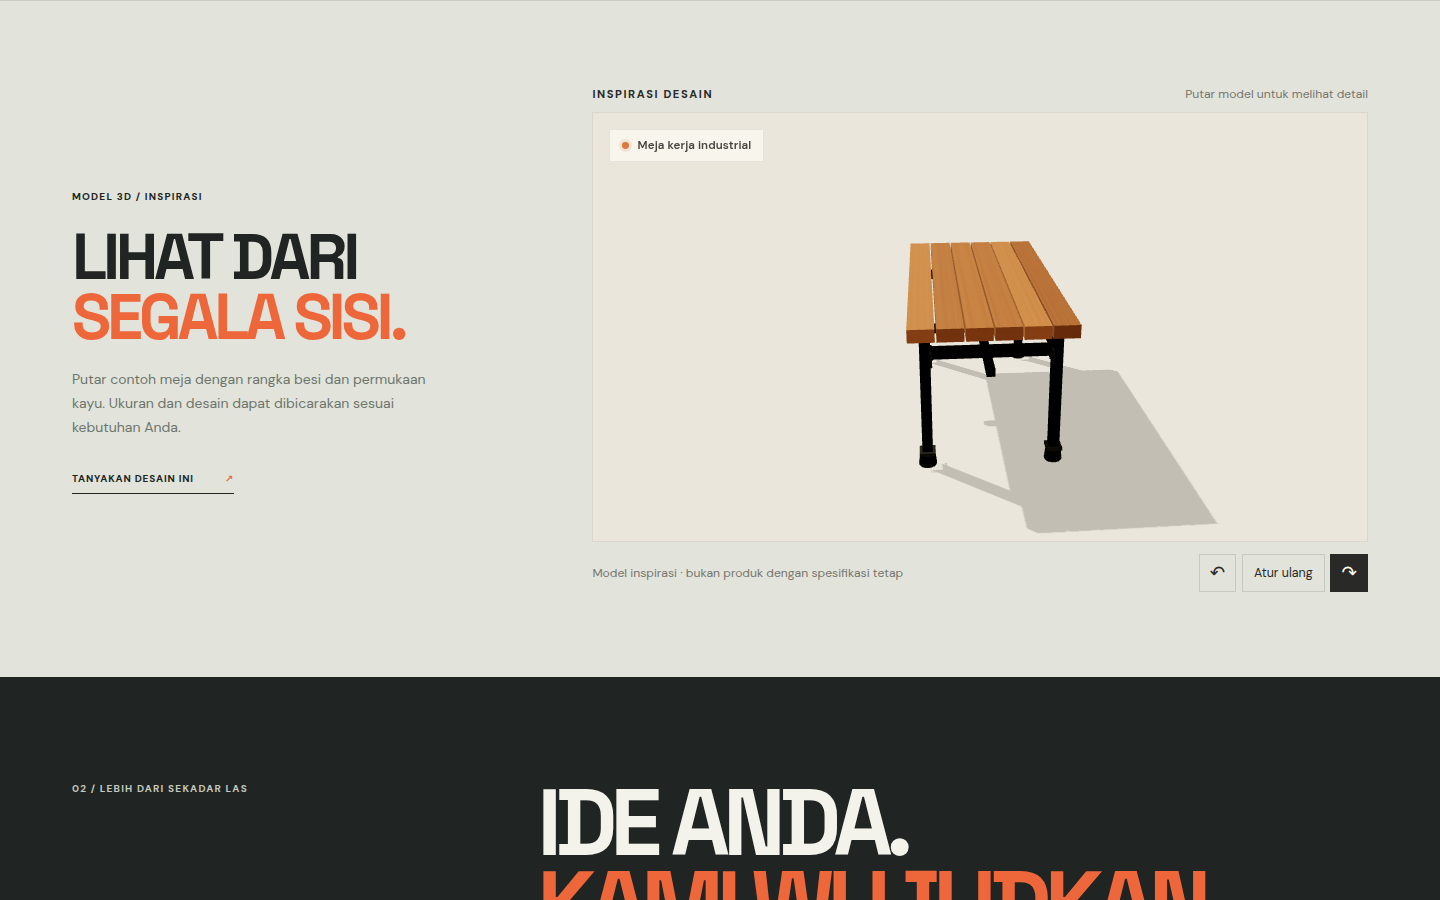 INSPIRASI DESAIN
Putar model untuk melihat detail
Meja kerja industrial
MODEL 3D / INSPIRASI
LIHAT DARI
SEGALA SISI.
Putar contoh meja dengan rangka besi dan permukaan
kayu. Ukuran dan desain dapat dibicarakan sesuai
kebutuhan Anda.
TANYAKAN DESAIN INI ↗
Model inspirasi · bukan produk dengan spesifikasi tetap
↶ Atur ulang ↷
02 / LEBIH DARI SEKADAR LAS
IDE ANDA.
KAMI WUJUDKAN